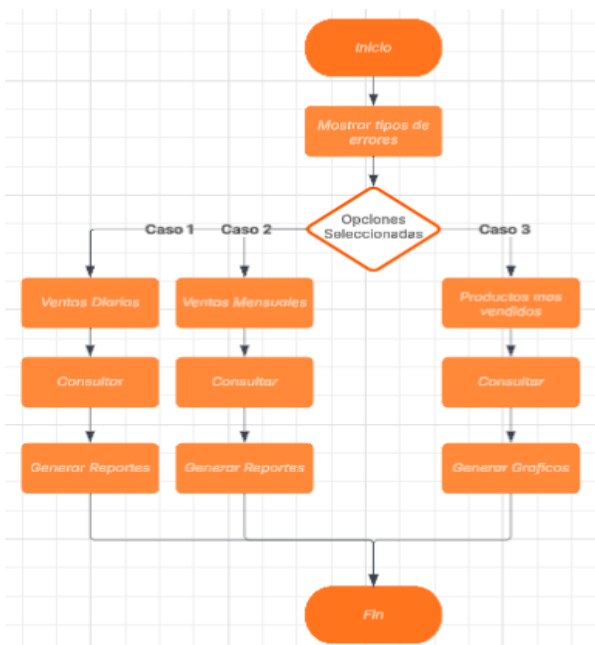 Inicio
Mostrar tipos de
errores
Opciones
Seleccionadas
Caso 1
Caso 2
Caso 3
Ventas Diarias
Ventas Mensuales
Productos mas
vendidos
Consultar
Consultar
Consultar
Generar Reportes
Generar Reportes
Generar Graficos
Fin